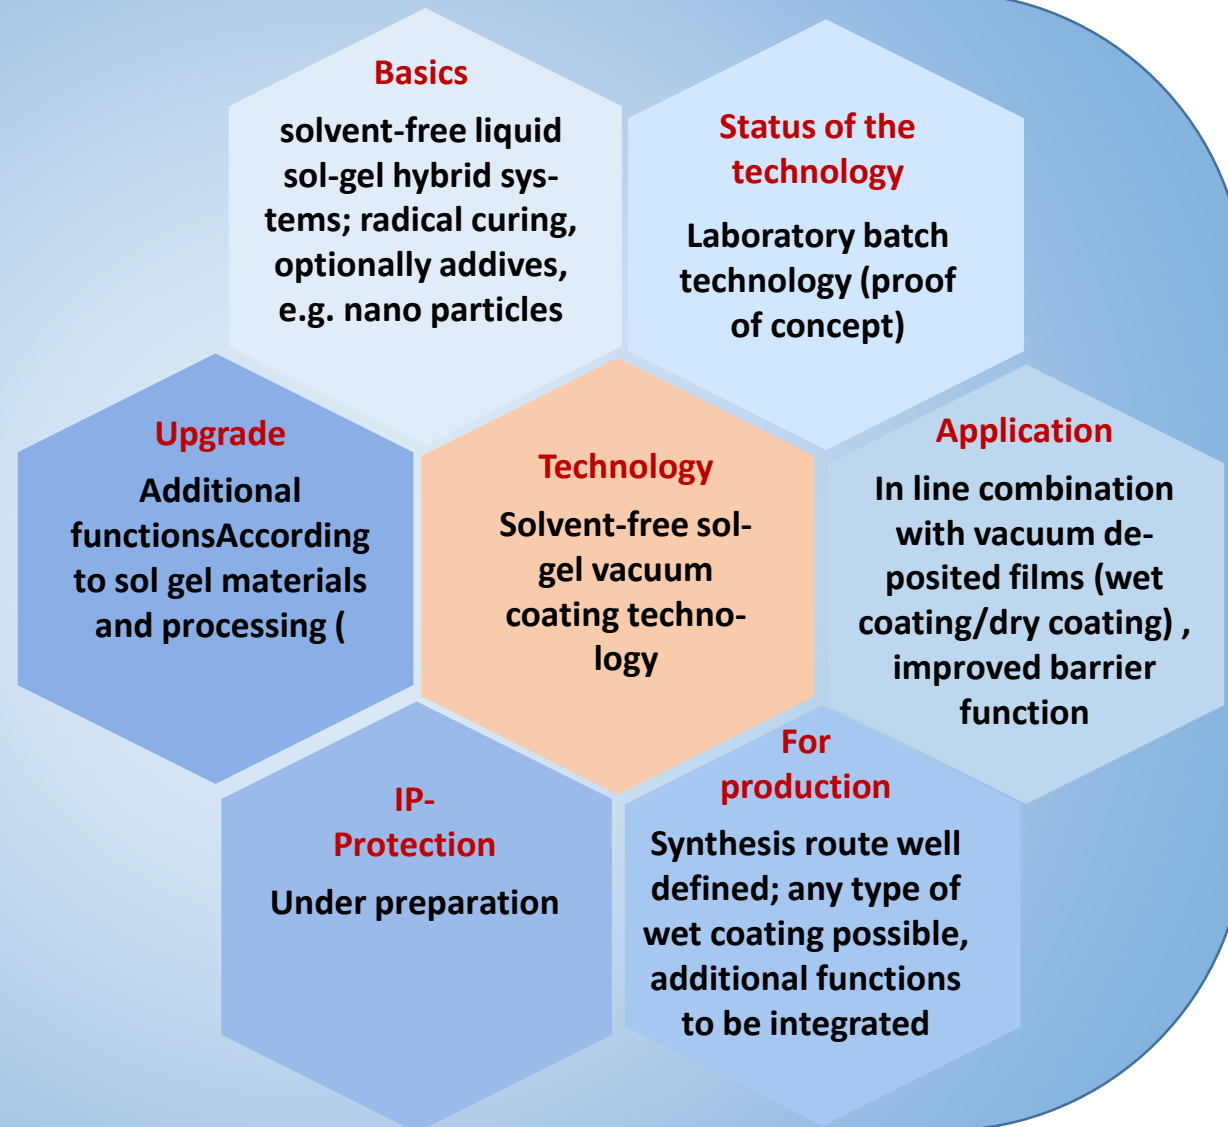 Basics
solvent-free liquid
sol-gel hybrid sys-
tems; radical curing,
optionally addives,
e.g. nano particles
Status of the
technology
Laboratory batch
technology (proof
of concept)
Upgrade
Additional
functionsAccording
to sol gel materials
and processing (
Technology
Solvent-free sol-
gel vacuum
coating techno-
logy
Application
In line combination
with vacuum de-
posited films (wet
coating/dry coating) ,
improved barrier
function
IP-
Protection
Under preparation
For
production
Synthesis route well
defined; any type of
wet coating possible,
additional functions
to be integrated